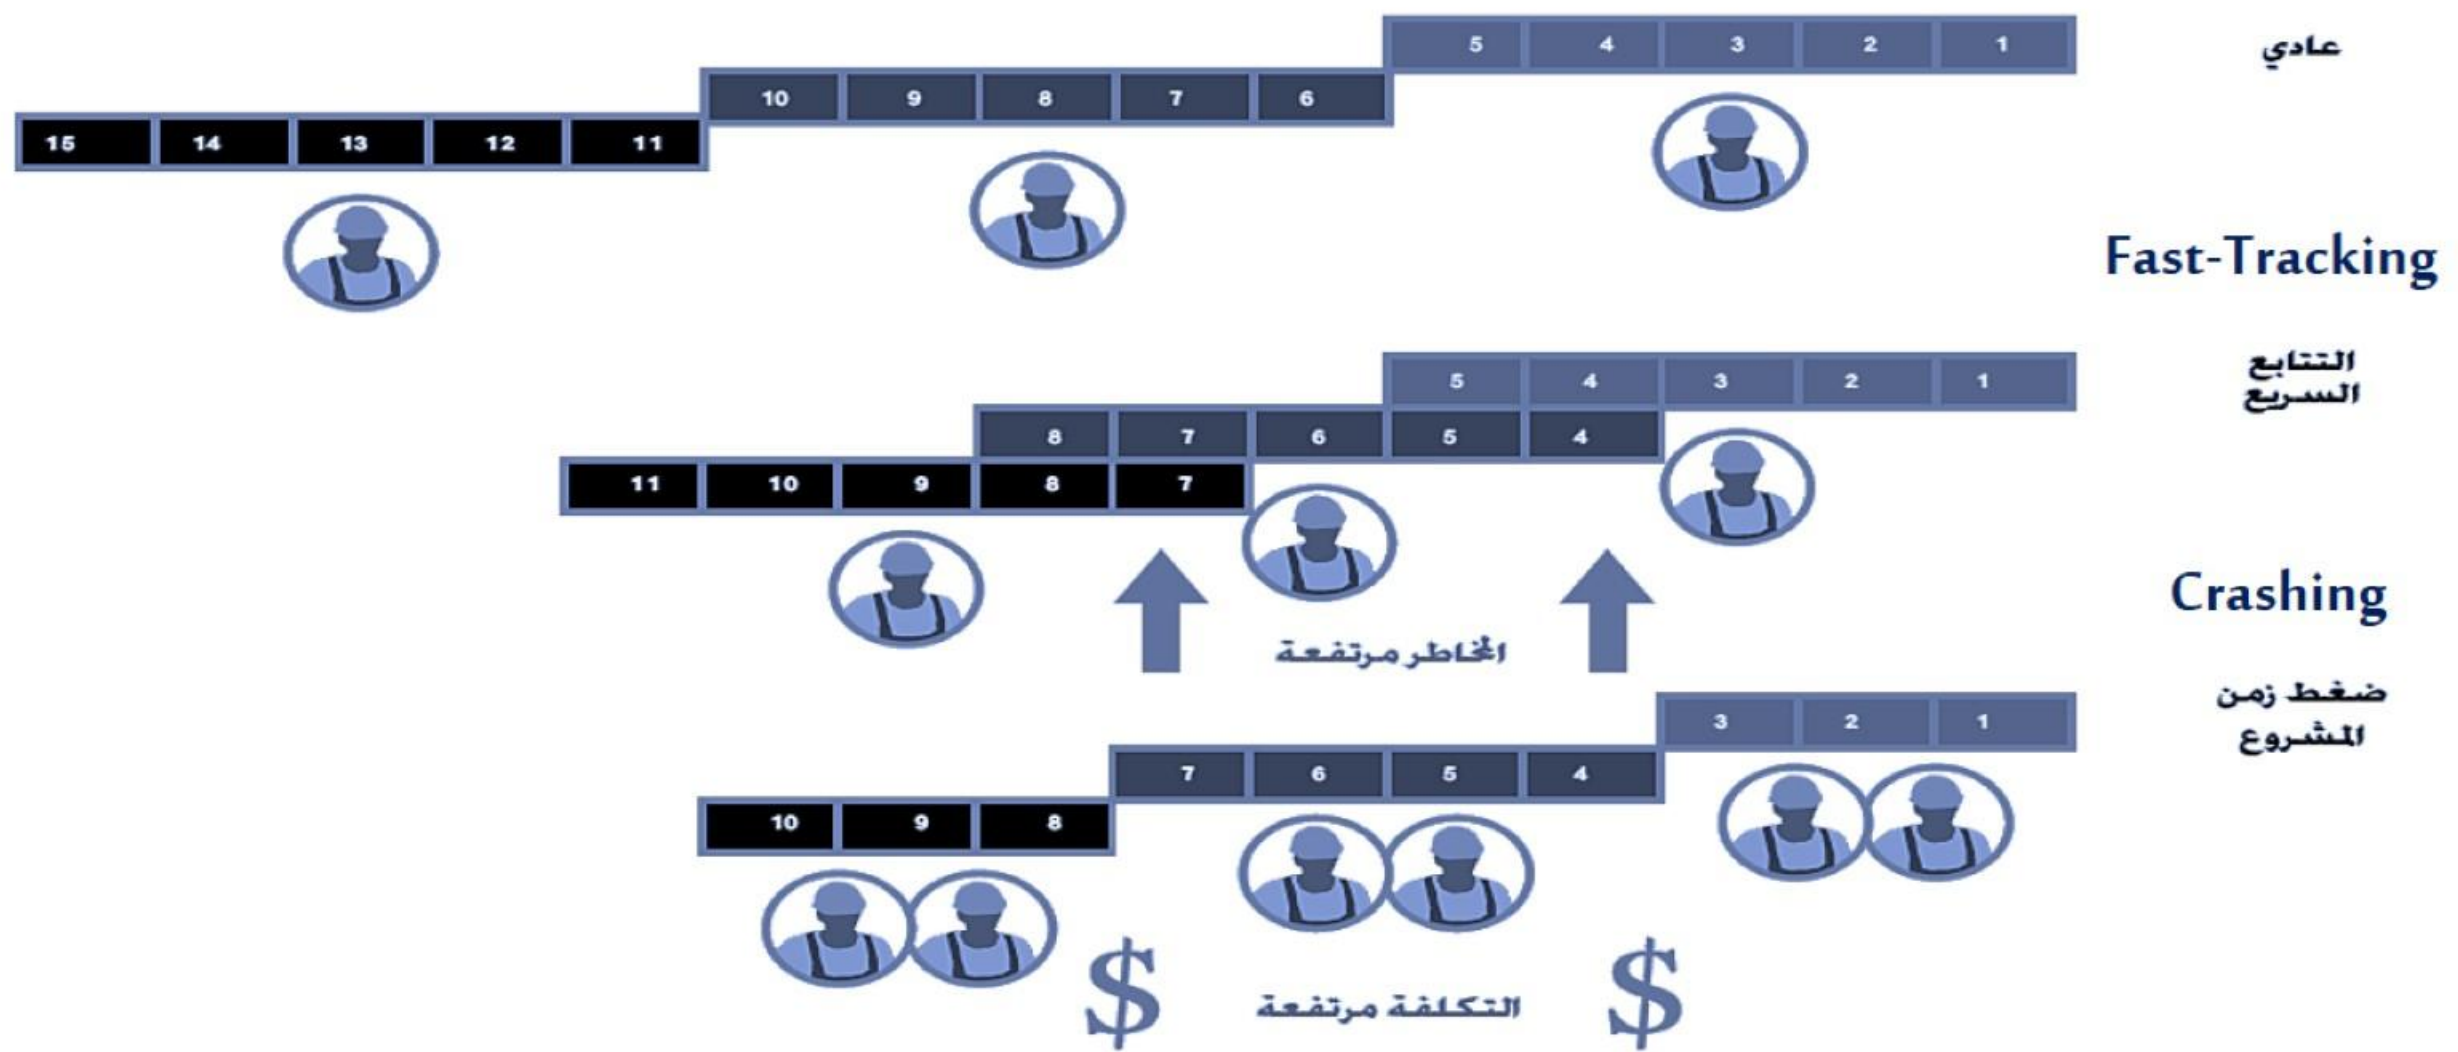 عادي
1 2 3 4 5
6 7 8 9 10
11 12 13 14 15
Fast-Tracking
التتابع
السريع
1 2 3 4 5
4 5 6 7 8
7 8 9 10 11
المخاطر مرتفعة
Crashing
ضغط زمن
المشروع
1 2 3
4 5 6 7
8 9 10
$ التكلفة مرتفعة $